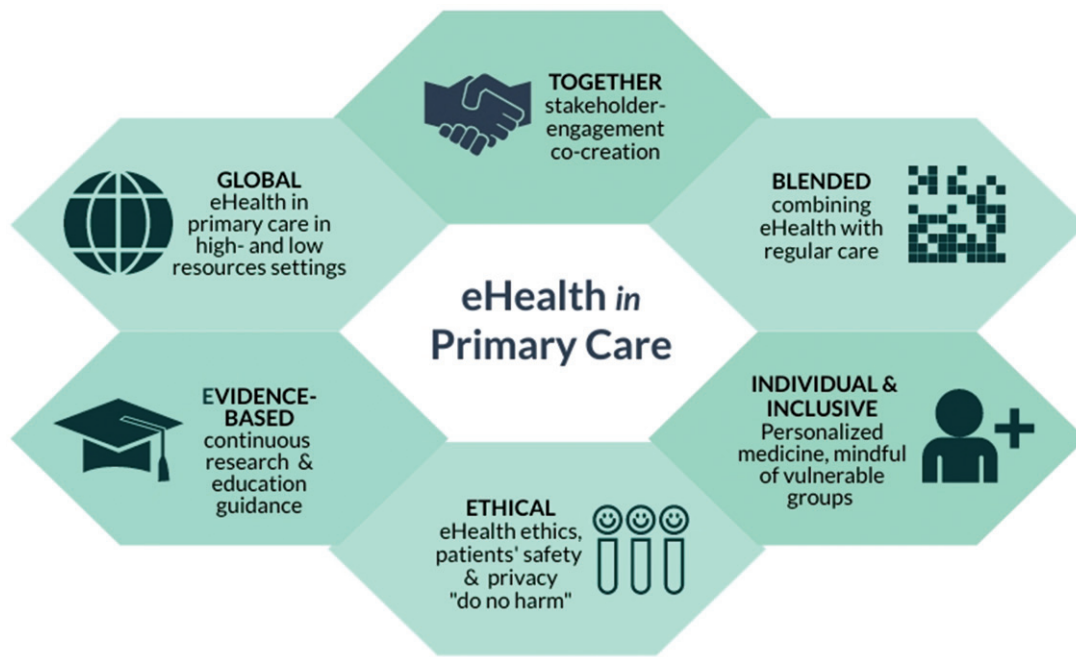 TOGETHER
stakeholder-
engagement
co-creation
GLOBAL
eHealth in
primary care in
high- and low
resources settings
BLENDED
combining
eHealth with
regular care
eHealth in
Primary Care
EVIDENCE-
BASED
continuous
research &
education
guidance
INDIVIDUAL &
INCLUSIVE
Personalized
medicine, mindful
of vulnerable
groups
ETHICAL
eHealth ethics,
patients' safety
& privacy
"do no harm"